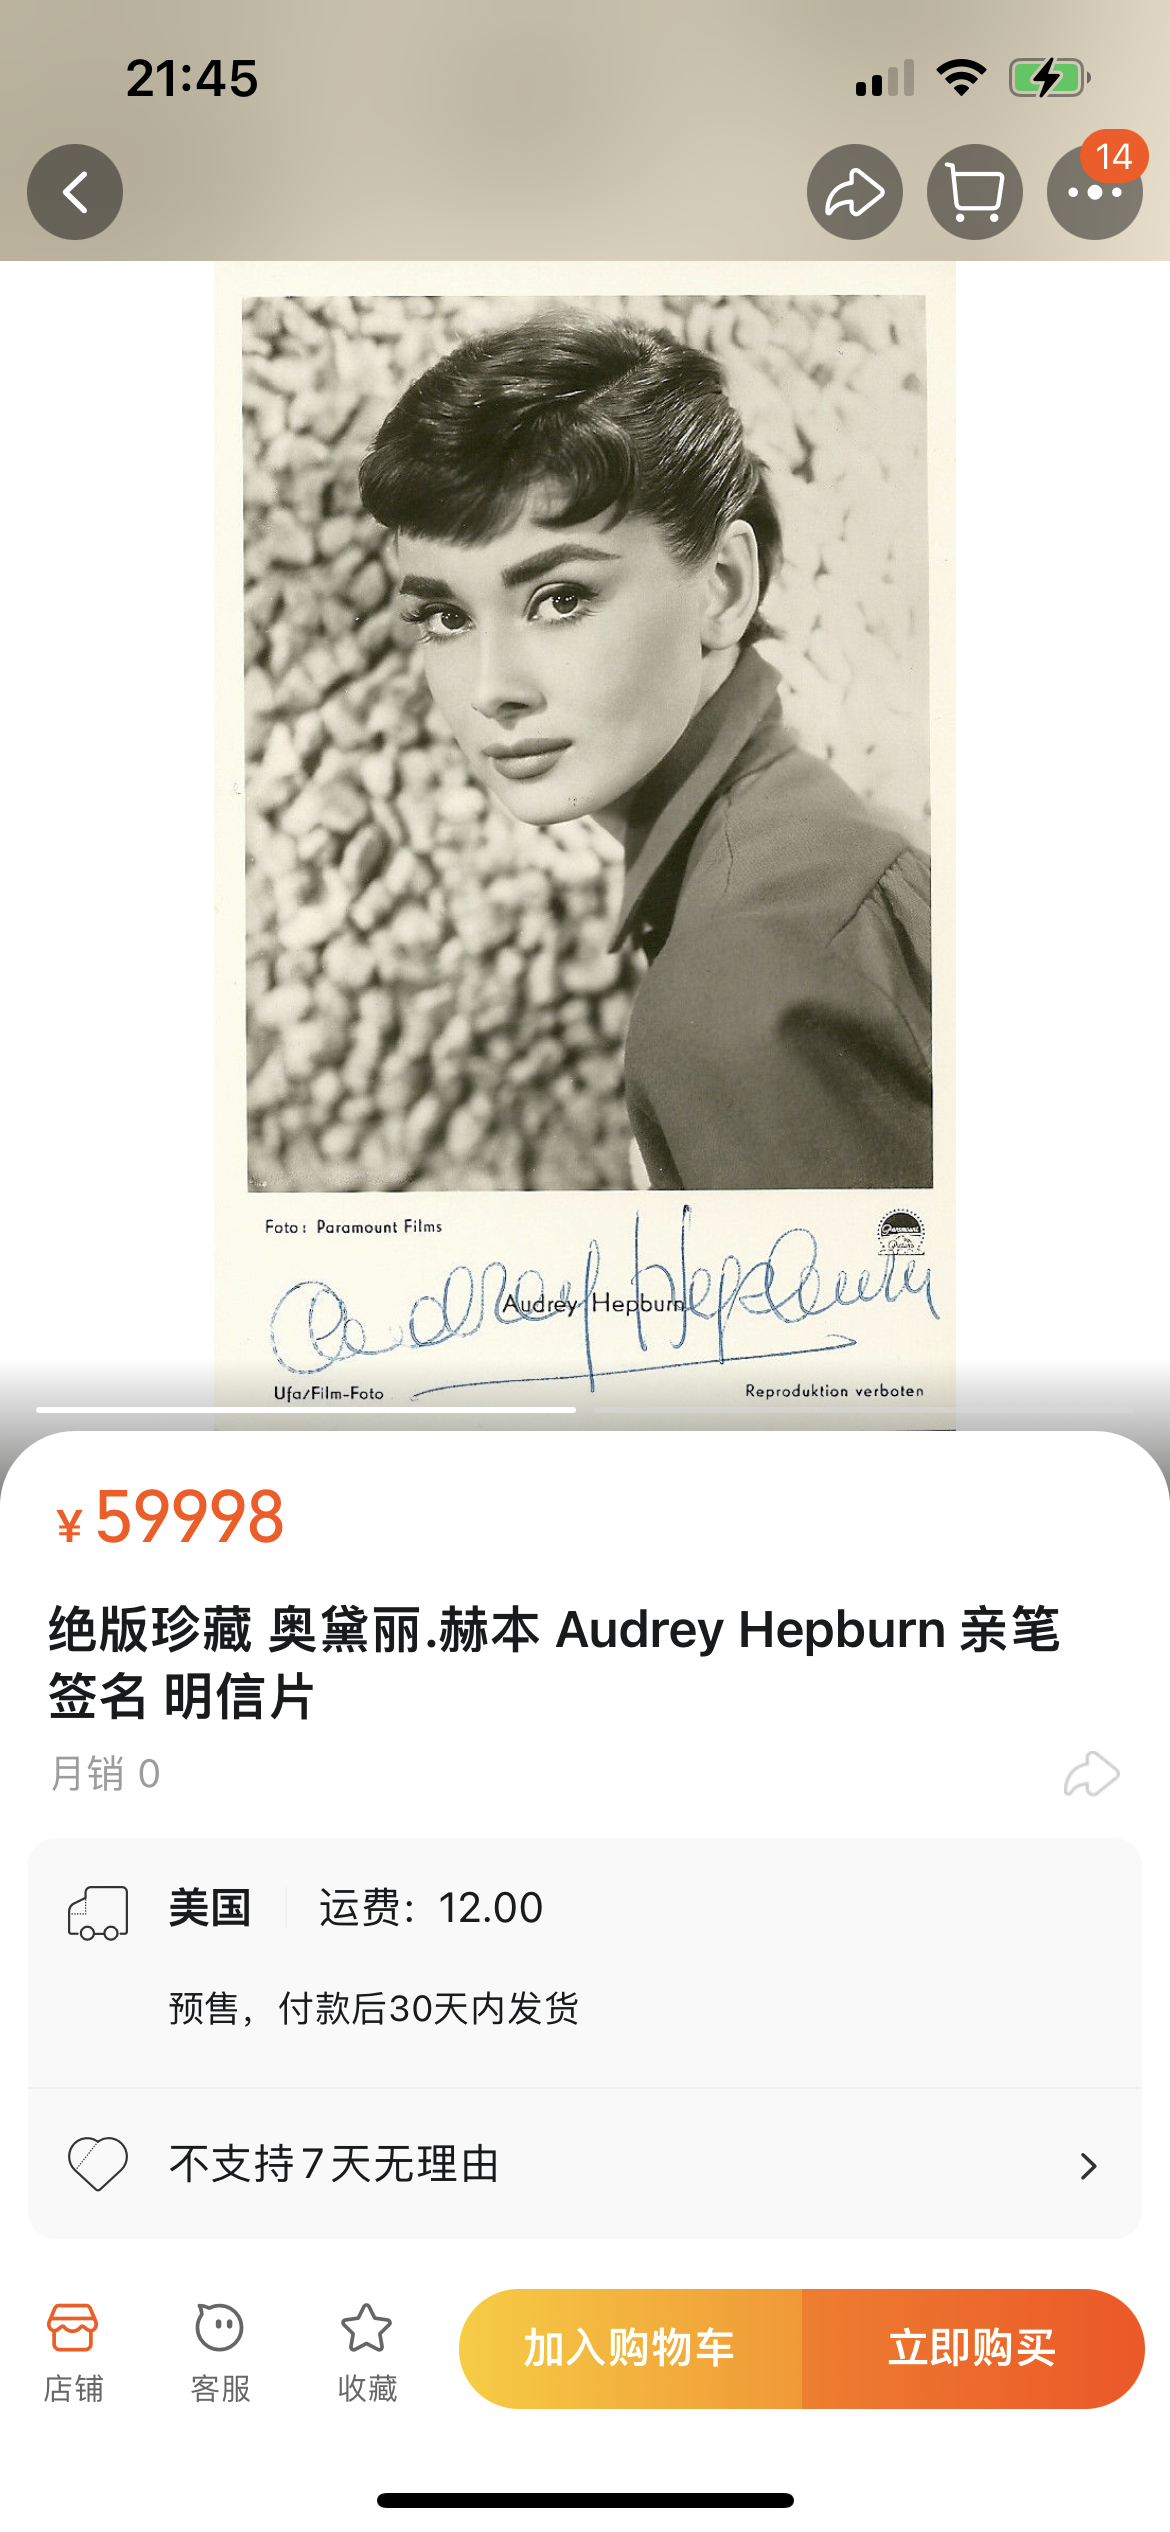 21:45
14
Foto: Paramount Films
Paramount
Audrey Hepburn
Audrey Hepburn
Ufa/Film-Foto
Reproduktion verboten
¥59998
绝版珍藏 奥黛丽.赫本 Audrey Hepburn 亲笔
签名 明信片
月销 0
美国 运费: 12.00
预售，付款后30天内发货
不支持7天无理由
店铺
客服
收藏
加入购物车
立即购买